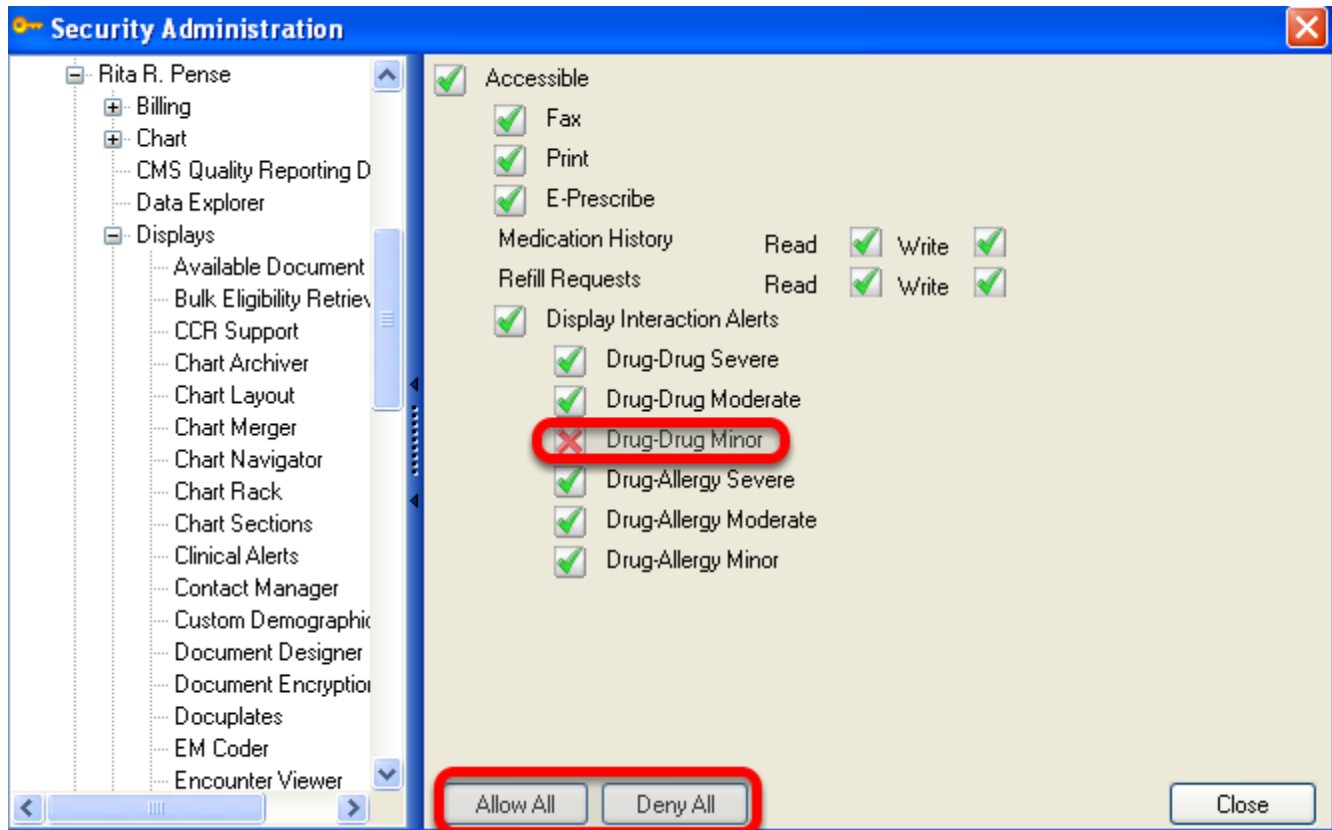 Security Administration
Rita R. Pense
Billing
Chart
CMS Quality Reporting D
Data Explorer
Displays
Available Document
Bulk Eligibility Retriev
CCR Support
Chart Archiver
Chart Layout
Chart Merger
Chart Navigator
Chart Rack
Chart Sections
Clinical Alerts
Contact Manager
Custom Demographic
Document Designer
Document Encryption
Docuplates
EM Coder
Encounter Viewer
Accessible
Fax
Print
E-Prescribe
Medication History Read Write
Refill Requests Read Write
Display Interaction Alerts
Drug-Drug Severe
Drug-Drug Moderate
Drug-Drug Minor
Drug-Allergy Severe
Drug-Allergy Moderate
Drug-Allergy Minor
Allow All Deny All Close